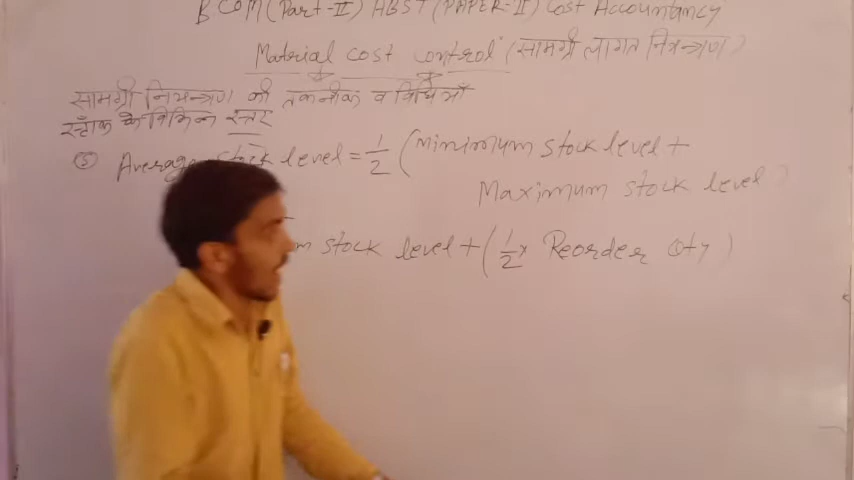 B COM (Part-II) ABST (PAPER-II) Cost Accountancy
Material cost control (सामग्री लागत नियन्त्रण)
सामग्री नियन्त्रण की तकनीक व विधियाँ
स्टॉक के विभिन्न स्तर
(5) Average stock level = 1/2 (Minimum stock level +
Maximum stock level)
m stock level + (1/2 x Reorder Qty)